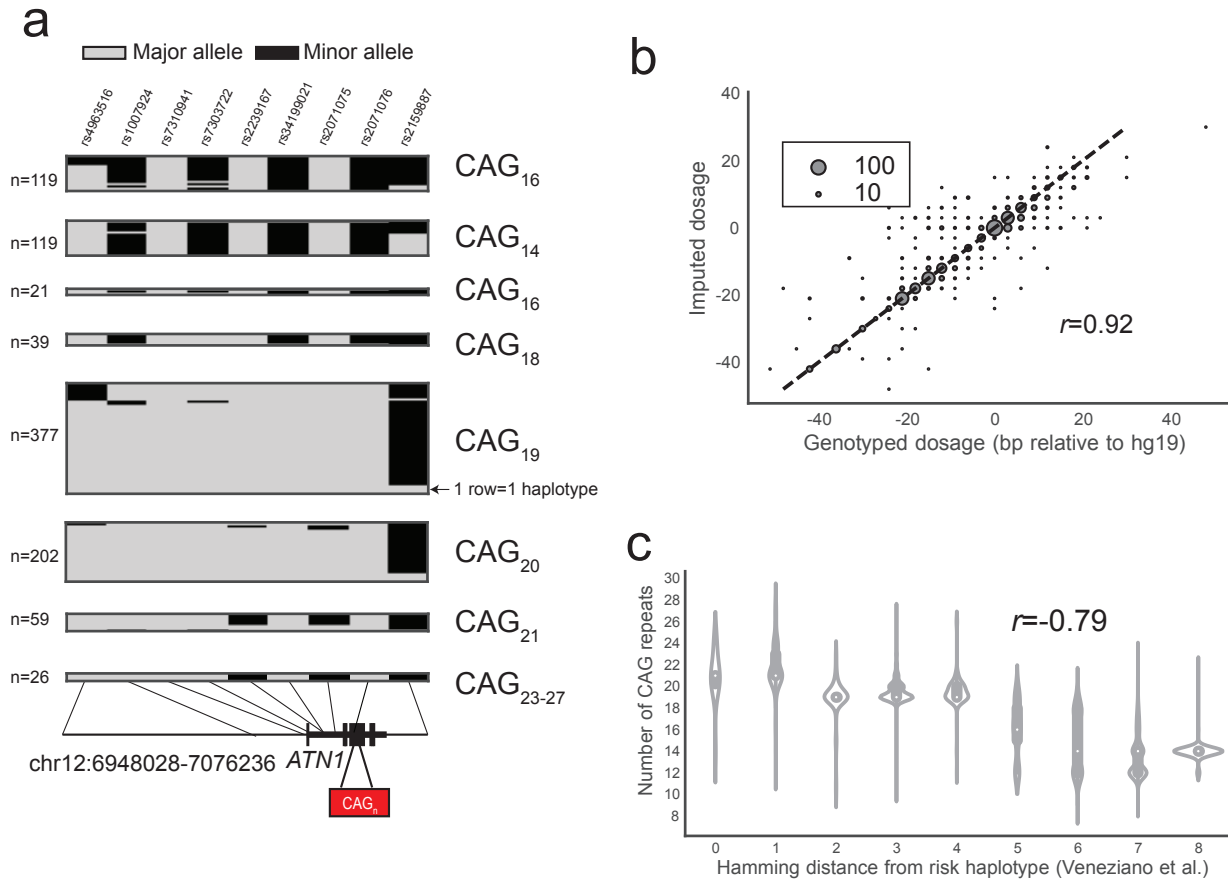 a
Major allele
Minor allele
rs4963516
rs1007924
rs7310941
rs7303722
rs2239167
rs34199021
rs2071075
rs2071076
rs2159887
n=119
CAG16
n=119
CAG14
n=21
CAG16
n=39
CAG18
n=377
CAG19
1 row=1 haplotype
n=202
CAG20
n=59
CAG21
n=26
CAG23-27
chr12:6948028-7076236
ATN1
CAGn
b
40
20
0
-20
-40
Imputed dosage
100
10
r=0.92
-40
-20
0
20
40
Genotyped dosage (bp relative to hg19)
c
30
28
26
24
22
20
18
16
14
12
10
8
Number of CAG repeats
r=-0.79
0
1
2
3
4
5
6
7
8
Hamming distance from risk haplotype (Veneziano et al.)